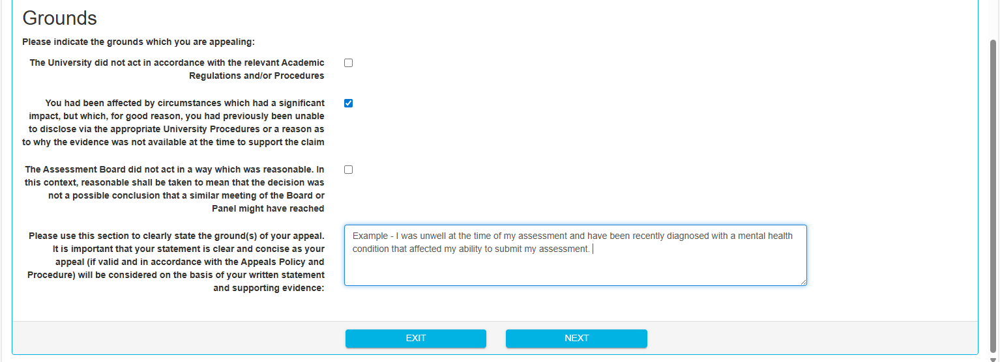 Grounds
Please indicate the grounds which you are appealing:
The University did not act in accordance with the relevant Academic
Regulations and/or Procedures
You had been affected by circumstances which had a significant
impact, but which, for good reason, you had previously been unable
to disclose via the appropriate University Procedures or a reason as
to why the evidence was not available at the time to support the claim
The Assessment Board did not act in a way which was reasonable. In
this context, reasonable shall be taken to mean that the decision was
not a possible conclusion that a similar meeting of the Board or
Panel might have reached
Please use this section to clearly state the ground(s) of your appeal.
It is important that your statement is clear and concise as your
appeal (if valid and in accordance with the Appeals Policy and
Procedure) will be considered on the basis of your written statement
and supporting evidence:
Example - I was unwell at the time of my assessment and have been recently diagnosed with a mental health
condition that affected my ability to submit my assessment.
EXIT
NEXT